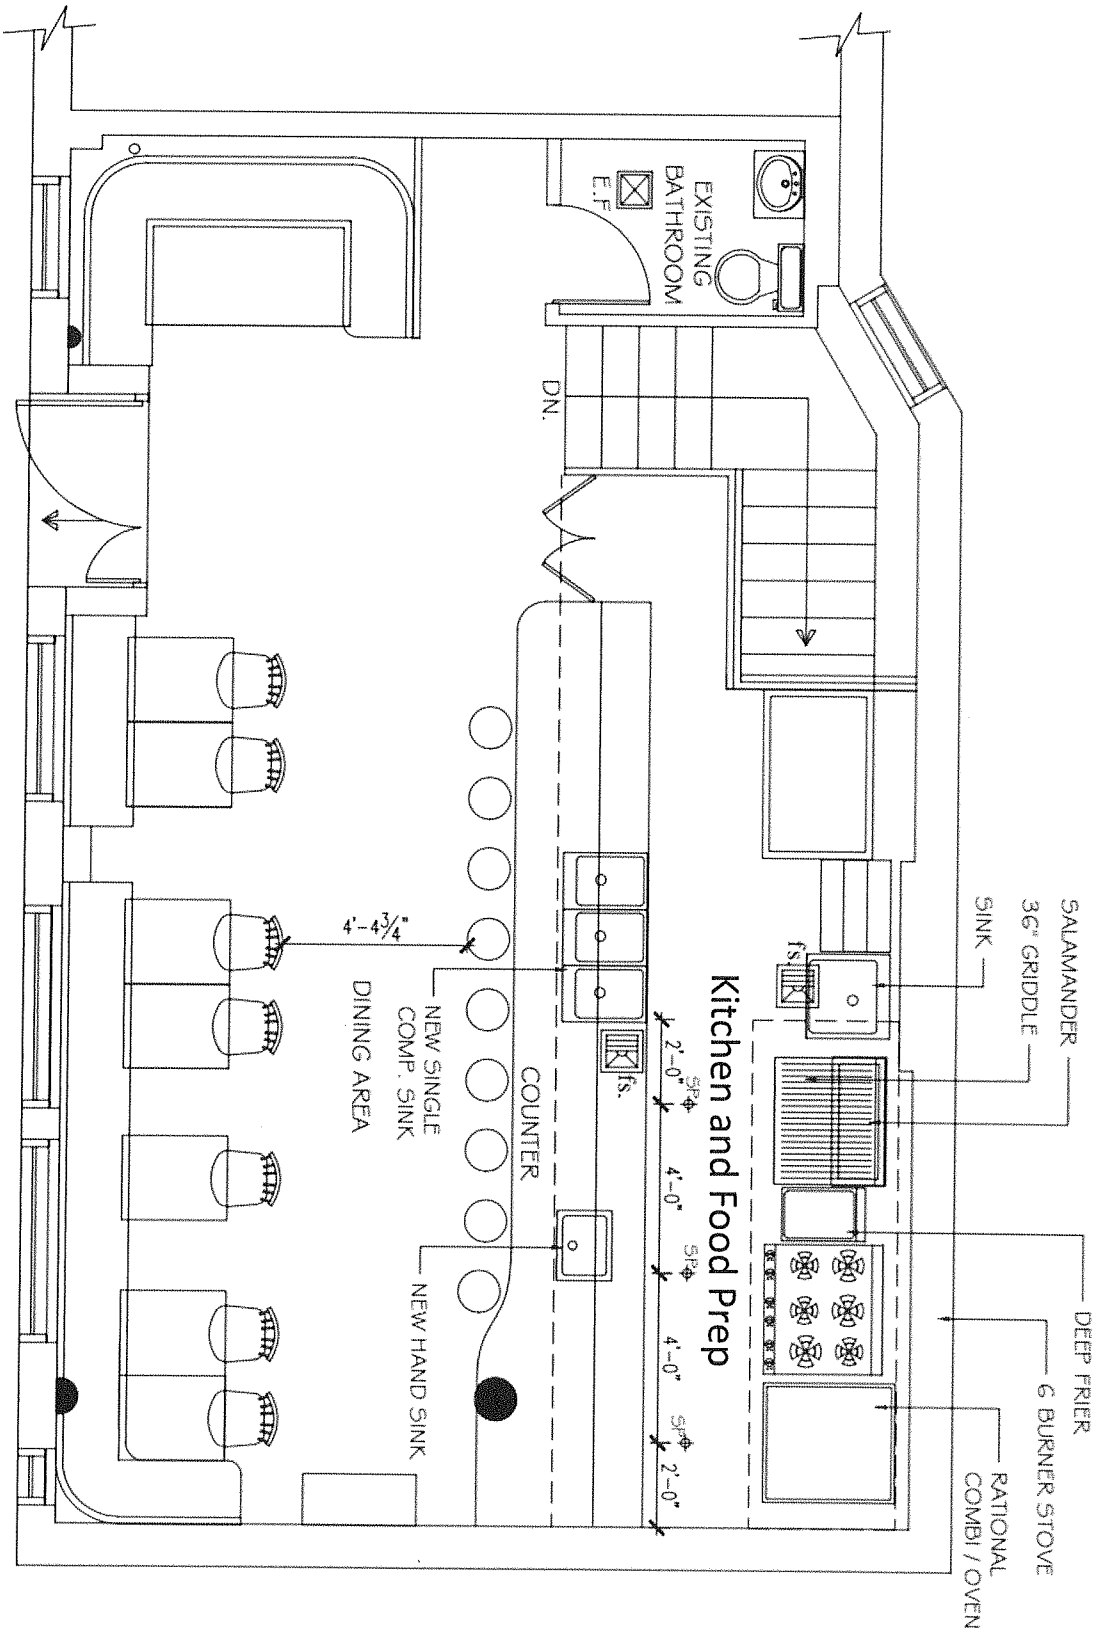 SALAMANDER
36" GRIDDLE
SINK
DEEP FRIER
6 BURNER STOVE
RATIONAL
COMBI / OVEN
EXISTING
BATHROOM
E.F.
DN.
fs.
Kitchen and Food Prep
SP
SP
SP
2'-0"
4'-0"
4'-0"
2'-0"
fs.
COUNTER
4'-4 3/4"
NEW SINGLE
COMP. SINK
DINING AREA
NEW HAND SINK